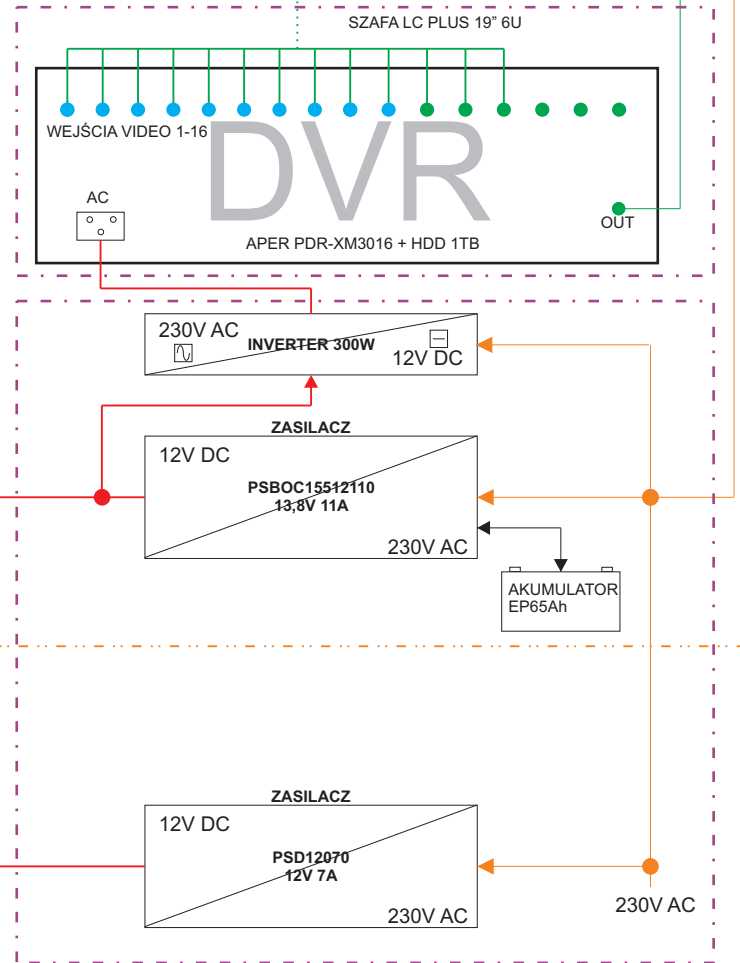 SZAFA LC PLUS 19” 6U
WEJŚCIA VIDEO 1-16
DVR
AC
OUT
APER PDR-XM3016 + HDD 1TB
230V AC
INVERTER 300W
12V DC
ZASILACZ
12V DC
PSBOC15512110
13,8V 11A
230V AC
AKUMULATOR
EP65Ah
ZASILACZ
12V DC
PSD12070
12V 7A
230V AC
230V AC